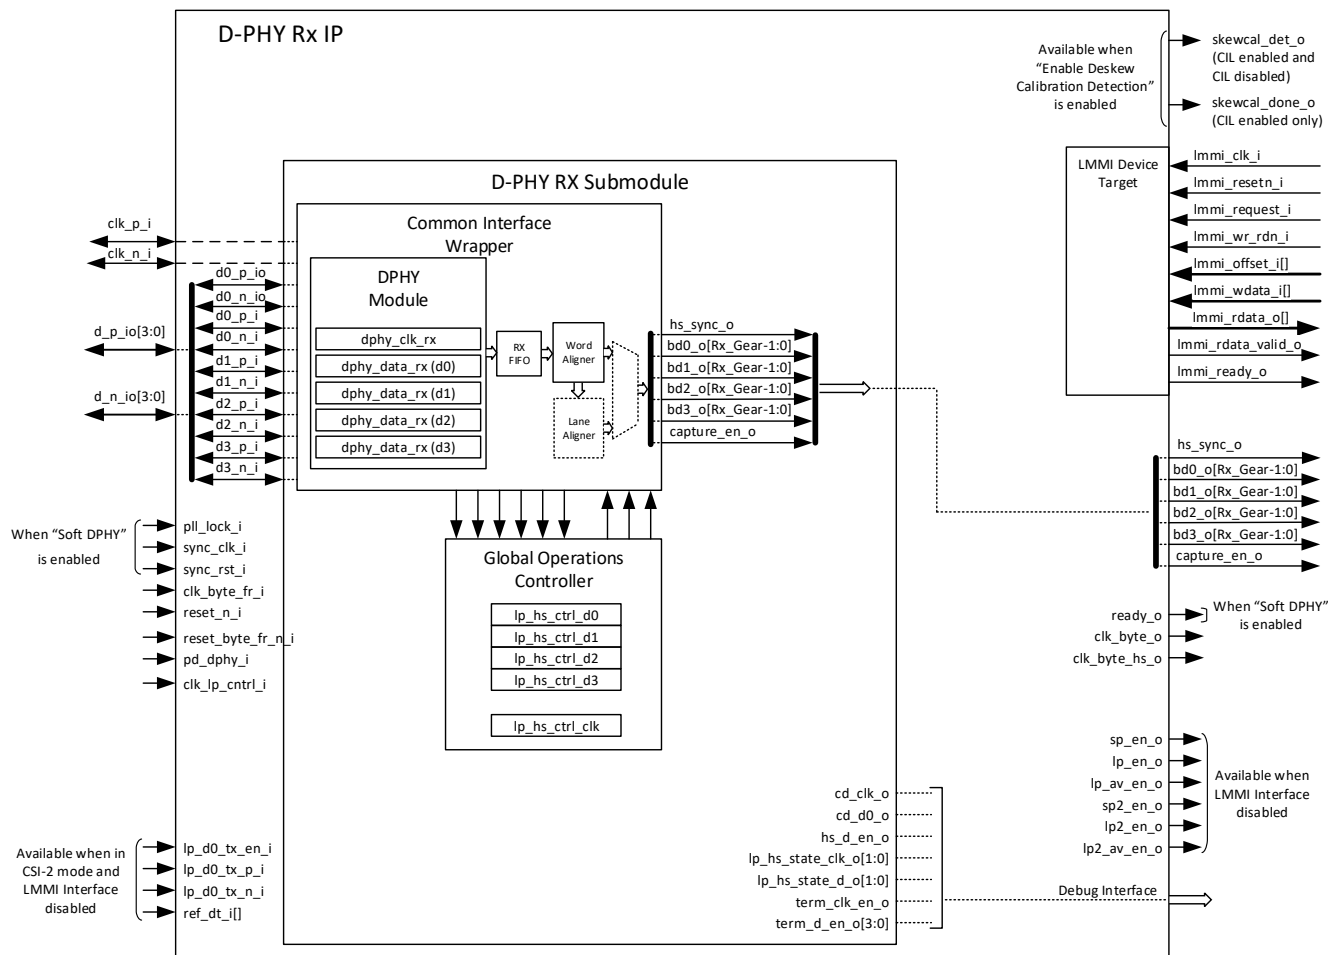 D-PHY Rx IP
Available when
“Enable Deskew
Calibration Detection”
is enabled
skewcal_det_o
(CIL enabled and
CIL disabled)
skewcal_done_o
(CIL enabled only)
LMMI Device
Target
lmmi_clk_i
lmmi_resetn_i
lmmi_request_i
lmmi_wr_rdn_i
lmmi_offset_i[]
lmmi_wdata_i[]
lmmi_rdata_o[]
lmmi_rdata_valid_o
lmmi_ready_o
D-PHY RX Submodule
Common Interface
Wrapper
clk_p_i
clk_n_i
d_p_io[3:0]
d_n_io[3:0]
d0_p_io
d0_n_io
d0_p_i
d0_n_i
d1_p_i
d1_n_i
d2_p_i
d2_n_i
d3_p_i
d3_n_i
DPHY
Module
dphy_clk_rx
dphy_data_rx (d0)
dphy_data_rx (d1)
dphy_data_rx (d2)
dphy_data_rx (d3)
RX
FIFO
Word
Aligner
Lane
Aligner
hs_sync_o
bd0_o[Rx_Gear-1:0]
bd1_o[Rx_Gear-1:0]
bd2_o[Rx_Gear-1:0]
bd3_o[Rx_Gear-1:0]
capture_en_o
hs_sync_o
bd0_o[Rx_Gear-1:0]
bd1_o[Rx_Gear-1:0]
bd2_o[Rx_Gear-1:0]
bd3_o[Rx_Gear-1:0]
capture_en_o
When “Soft DPHY”
is enabled
pll_lock_i
sync_clk_i
sync_rst_i
clk_byte_fr_i
reset_n_i
reset_byte_fr_n_i
pd_dphy_i
clk_lp_cntrl_i
Global Operations
Controller
lp_hs_ctrl_d0
lp_hs_ctrl_d1
lp_hs_ctrl_d2
lp_hs_ctrl_d3
lp_hs_ctrl_clk
ready_o
clk_byte_o
clk_byte_hs_o
When “Soft DPHY”
is enabled
sp_en_o
lp_en_o
lp_av_en_o
sp2_en_o
lp2_en_o
lp2_av_en_o
Available when
LMMI Interface
disabled
cd_clk_o
cd_d0_o
hs_d_en_o
lp_hs_state_clk_o[1:0]
lp_hs_state_d_o[1:0]
term_clk_en_o
term_d_en_o[3:0]
Debug Interface
Available when in
CSI-2 mode and
LMMI Interface
disabled
lp_d0_tx_en_i
lp_d0_tx_p_i
lp_d0_tx_n_i
ref_dt_i[]